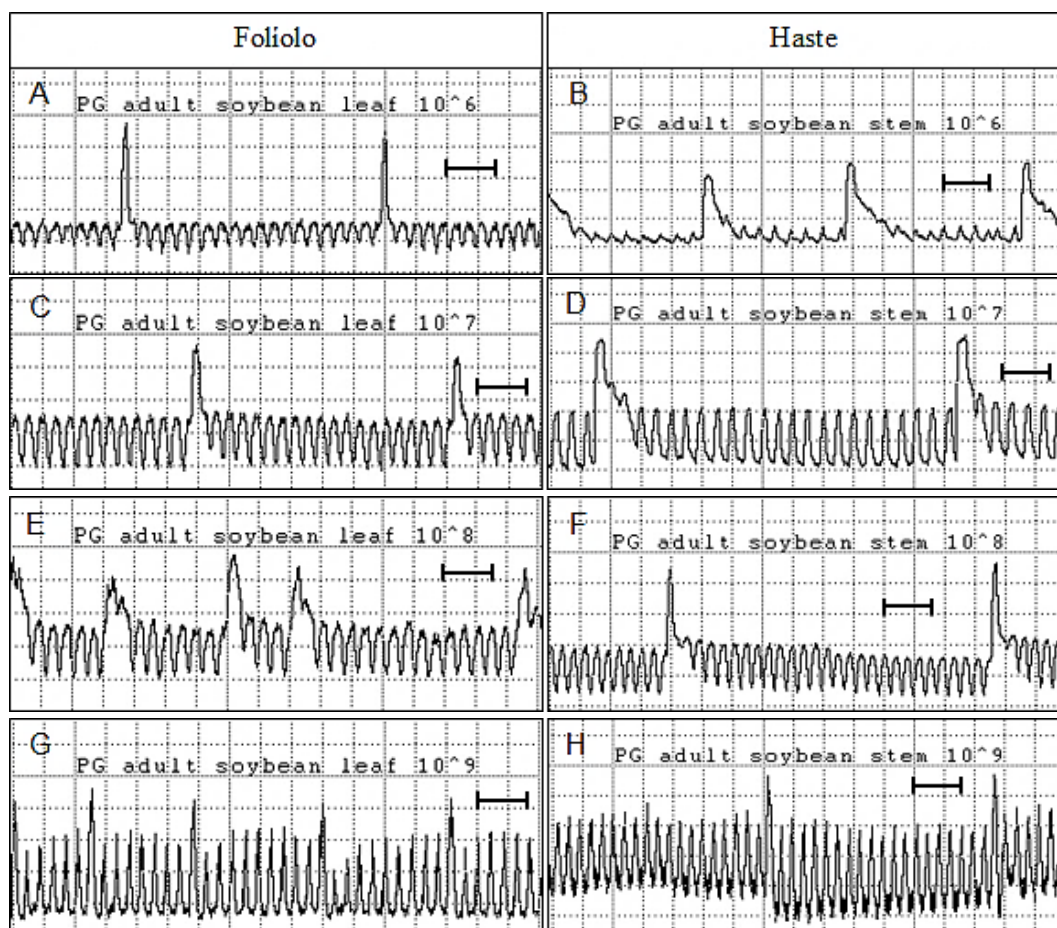 Folíolo
Haste
A
PG adult soybean leaf 10^6
B
PG adult soybean stem 10^6
C
PG adult soybean leaf 10^7
D
PG adult soybean stem 10^7
E
PG adult soybean leaf 10^8
F
PG adult soybean stem 10^8
G
PG adult soybean leaf 10^9
H
PG adult soybean stem 10^9